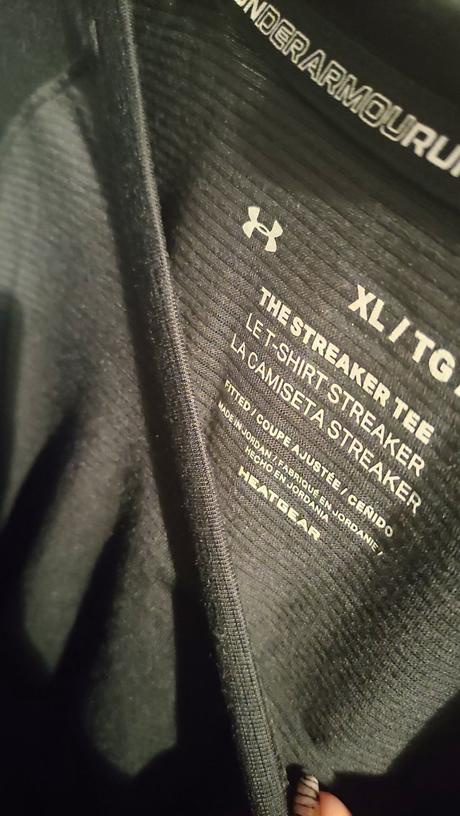 UNDERARMOURUN
XL / TG /
THE STREAKER TEE
LE T-SHIRT STREAKER
LA CAMISETA STREAKER
FITTED / COUPE AJUSTÉE / CEÑIDO
MADE IN JORDAN / FABRIQUÉ EN JORDANIE /
HECHO EN JORDANIA
HEATGEAR